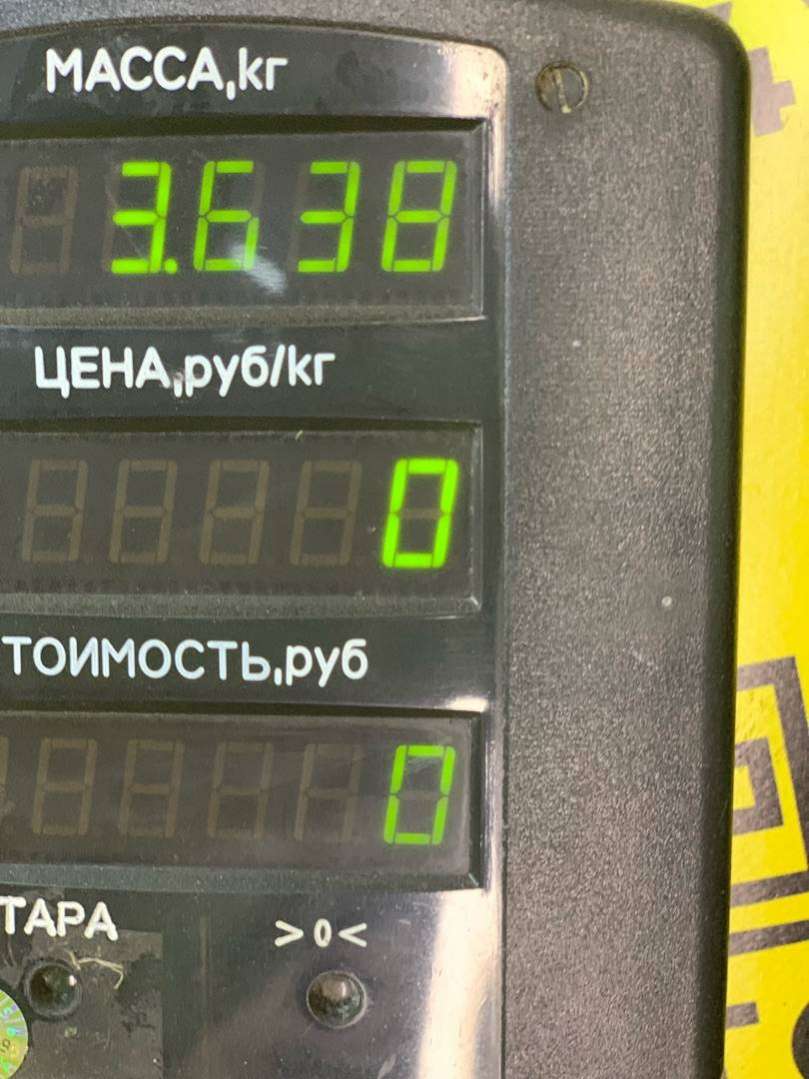 МАССА,кг
3.638
ЦЕНА,руб/кг
0
ТОИМОСТЬ,руб
0
ТАРА >0<